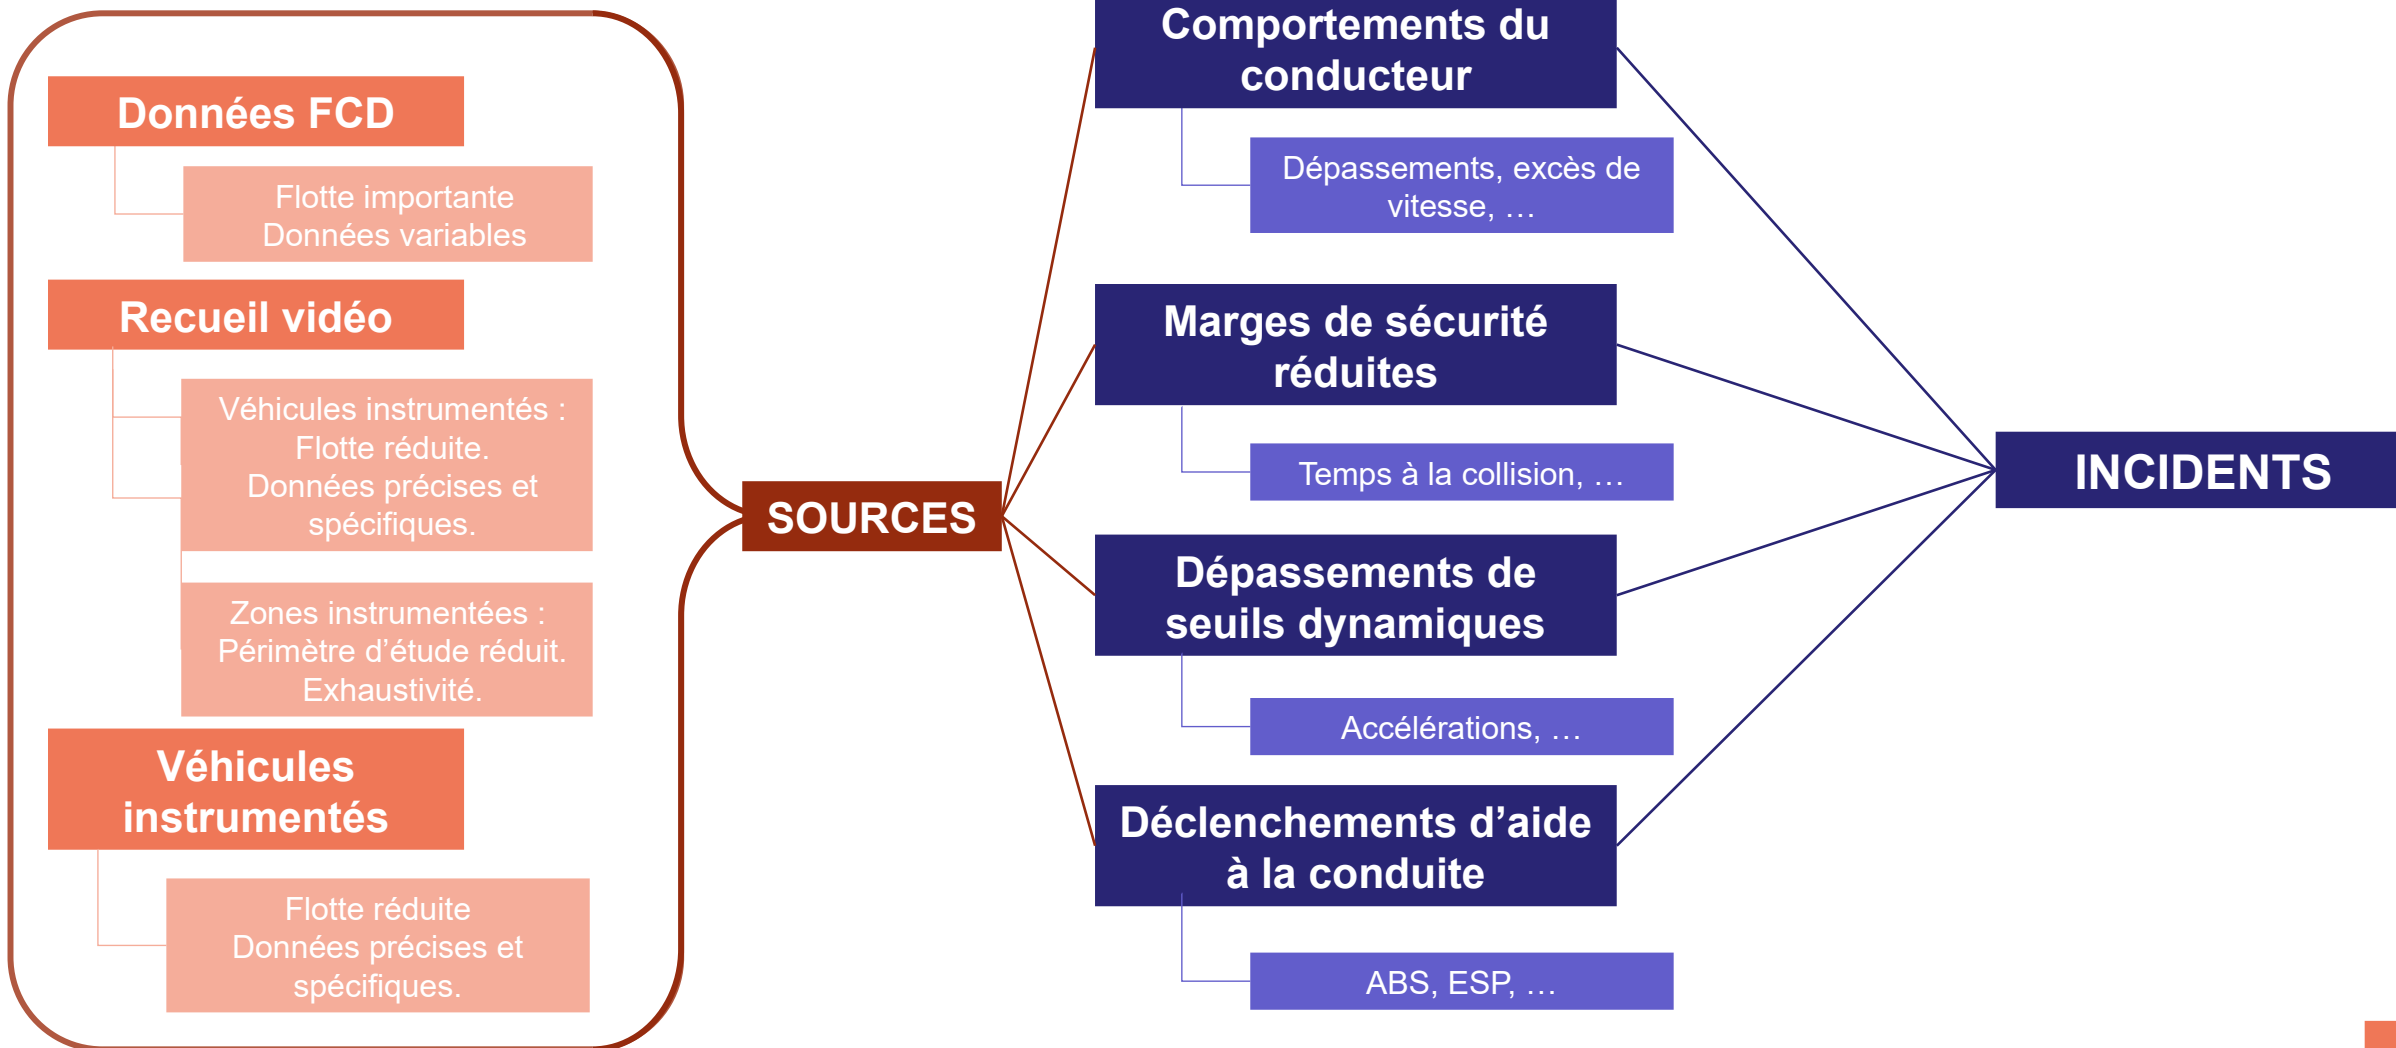 Données FCD
Flotte importante
Données variables
Recueil vidéo
Véhicules instrumentés :
Flotte réduite.
Données précises et
spécifiques.
Zones instrumentées :
Périmètre d’étude réduit.
Exhaustivité.
Véhicules
instrumentés
Flotte réduite
Données précises et
spécifiques.
SOURCES
Comportements du
conducteur
Dépassements, excès de
vitesse, …
Marges de sécurité
réduites
Temps à la collision, …
Dépassements de
seuils dynamiques
Accélérations, …
Déclenchements d’aide
à la conduite
ABS, ESP, …
INCIDENTS